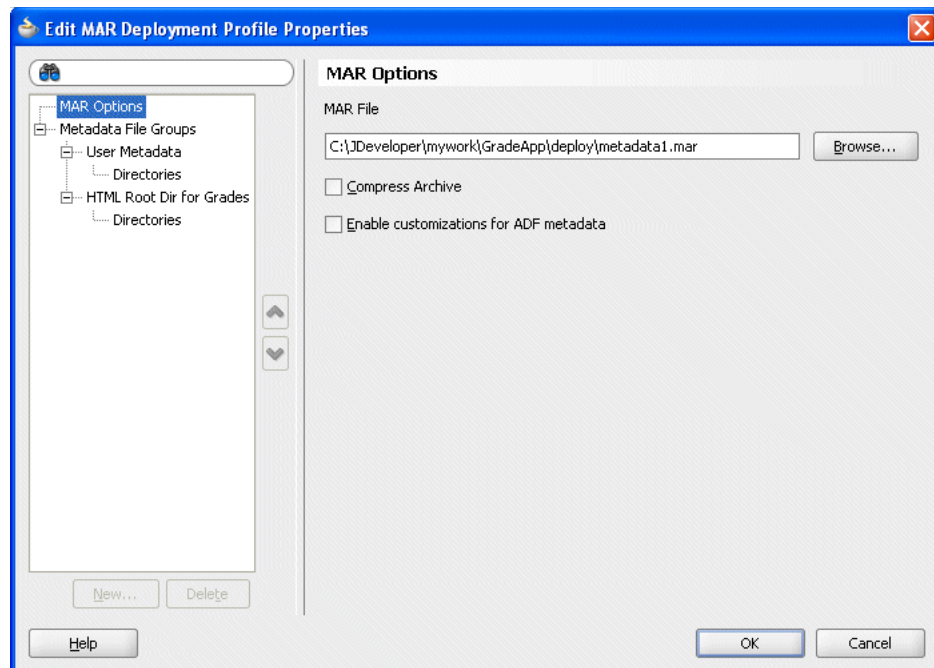 Edit MAR Deployment Profile Properties
MAR Options
Metadata File Groups
User Metadata
Directories
HTML Root Dir for Grades
Directories
New...
Delete
MAR Options
MAR File
C:\JDeveloper\mywork\GradeApp\deploy\metadata1.mar
Browse...
Compress Archive
Enable customizations for ADF metadata
Help
OK
Cancel